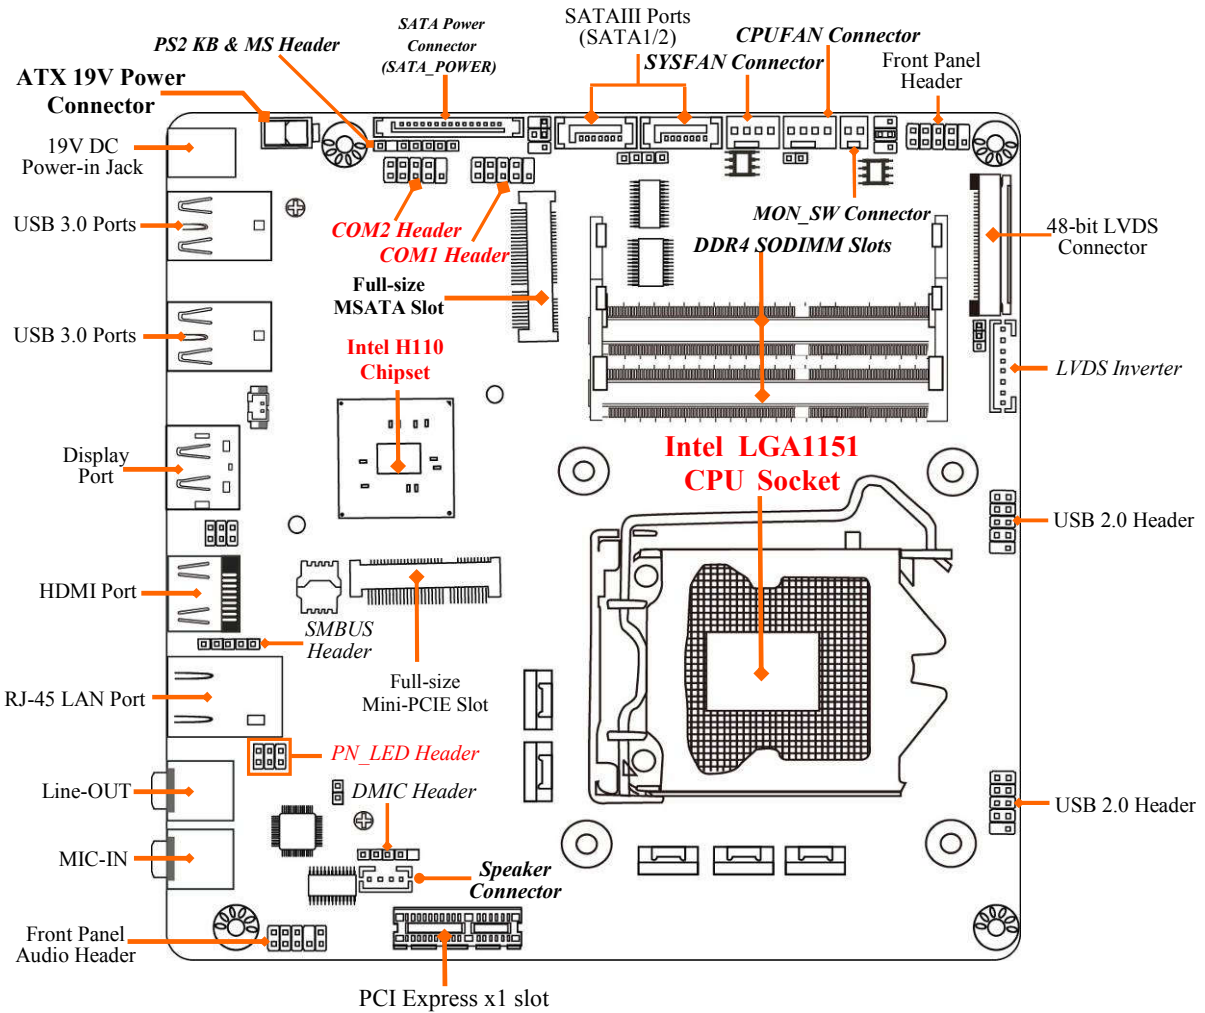 SATA Power
Connector
(SATA_POWER)
SATAIII Ports
(SATA1/2)
PS2 KB & MS Header
CPUFAN Connector
SYSFAN Connector
Front Panel
Header
ATX 19V Power
Connector
19V DC
Power-in Jack
USB 3.0 Ports
COM2 Header
COM1 Header
MON_SW Connector
DDR4 SODIMM Slots
48-bit LVDS
Connector
Full-size
MSATA Slot
USB 3.0 Ports
Intel H110
Chipset
LVDS Inverter
Intel LGA1151
CPU Socket
Display
Port
USB 2.0 Header
HDMI Port
SMBUS
Header
Full-size
Mini-PCIE Slot
RJ-45 LAN Port
PN_LED Header
Line-OUT
DMIC Header
USB 2.0 Header
MIC-IN
Speaker
Connector
Front Panel
Audio Header
PCI Express x1 slot